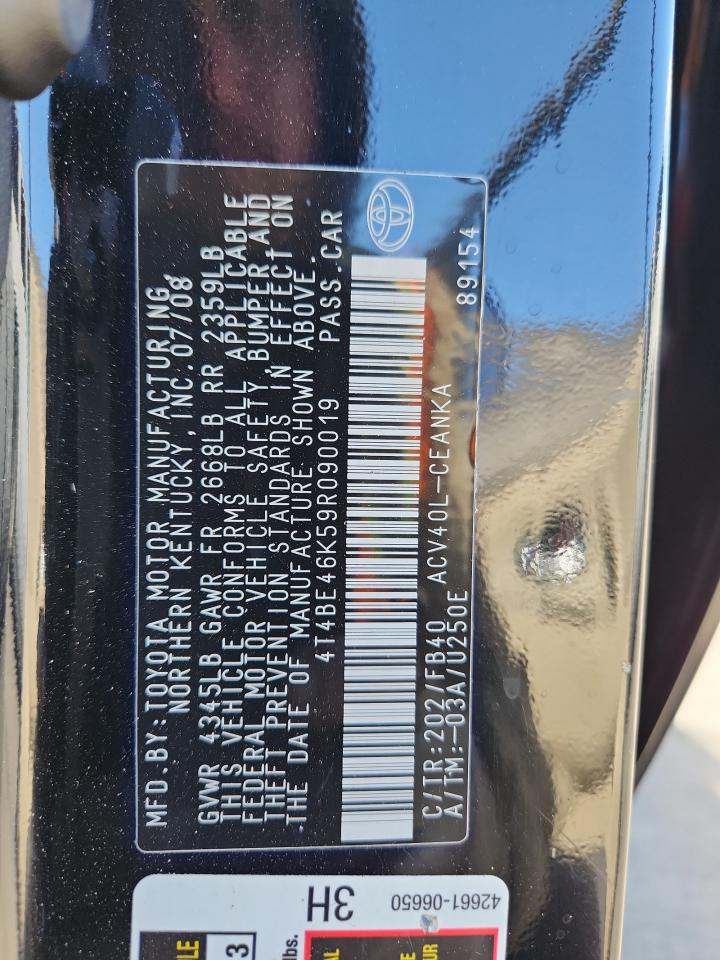 MFD.BY:TOYOTA MOTOR MANUFACTURING
NORTHERN KENTUCKY, INC. 07/08
GVWR 4345LB GAWR FR 2668LB RR 2359LB
THIS VEHICLE CONFORMS TO ALL APPLICABLE
FEDERAL MOTOR VEHICLE SAFETY, BUMPER AND
THEFT PREVENTION STANDARDS IN EFFECT ON
THE DATE OF MANUFACTURE SHOWN ABOVE.
4T4BE46K59R090019 PASS.CAR
C/TR:202/FB40 ACV40L-CEANKA 89154
A/TM:-03A/U250E
42661-06650
3H
lbs.
3